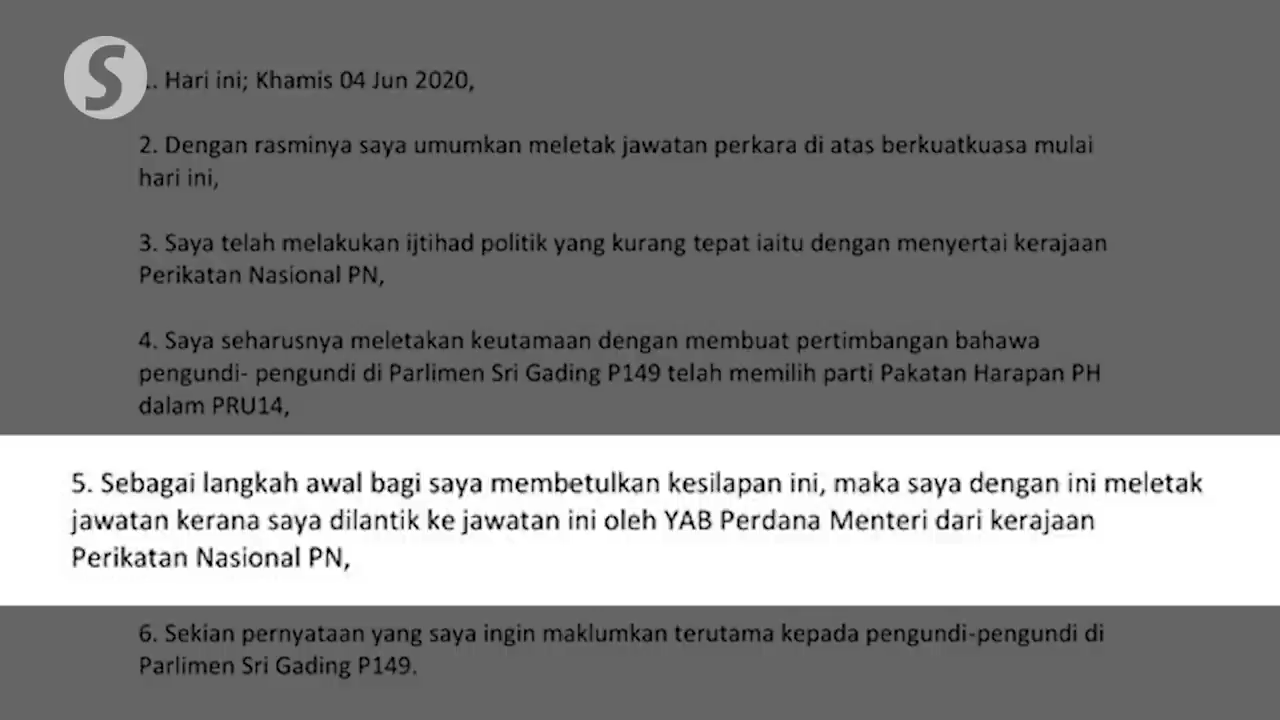 S
. Hari ini; Khamis 04 Jun 2020,
2. Dengan rasminya saya umumkan meletak jawatan perkara di atas berkuatkuasa mulai
hari ini,
3. Saya telah melakukan ijtihad politik yang kurang tepat iaitu dengan menyertai kerajaan
Perikatan Nasional PN,
4. Saya seharusnya meletakan keutamaan dengan membuat pertimbangan bahawa
pengundi- pengundi di Parlimen Sri Gading P149 telah memilih parti Pakatan Harapan PH
dalam PRU14,
5. Sebagai langkah awal bagi saya membetulkan kesilapan ini, maka saya dengan ini meletak
jawatan kerana saya dilantik ke jawatan ini oleh YAB Perdana Menteri dari kerajaan
Perikatan Nasional PN,
6. Sekian pernyataan yang saya ingin maklumkan terutama kepada pengundi-pengundi di
Parlimen Sri Gading P149.